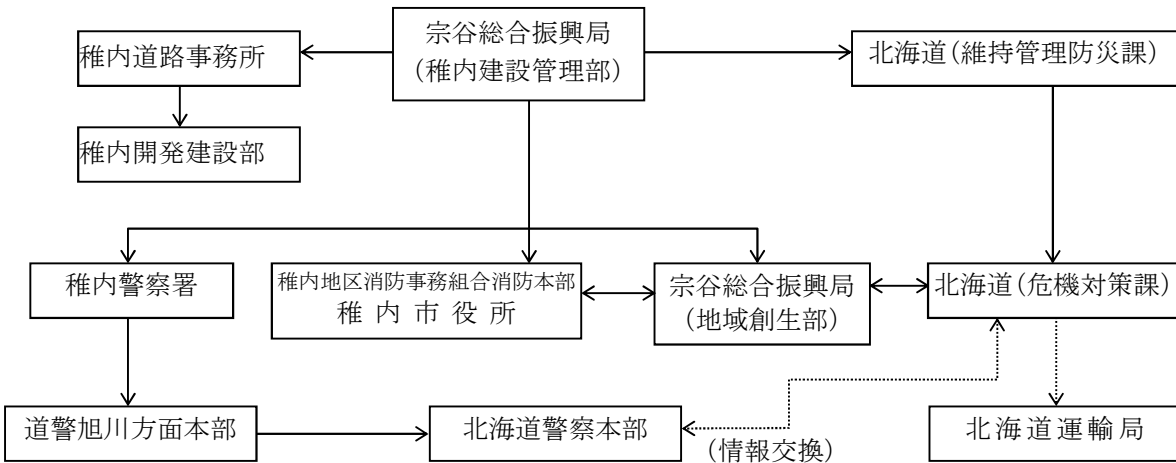 宗谷総合振興局
（稚内建設管理部）
稚内道路事務所
北海道（維持管理防災課）
稚内開発建設部
稚内警察署
稚内地区消防事務組合消防本部
稚 内 市 役 所
宗谷総合振興局
（地域創生部）
北海道（危機対策課）
道警旭川方面本部
北海道警察本部
（情報交換）
北海道運輸局